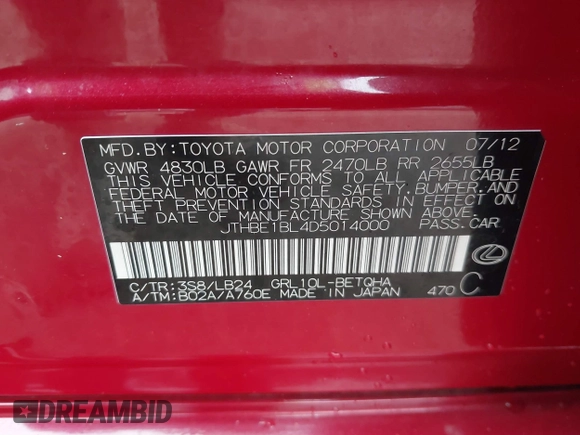 MFD.BY:TOYOTA MOTOR CORPORATION 07/12
GVWR 4830LB GAWR FR 2470LB RR 2655LB
THIS VEHICLE CONFORMS TO ALL APPLICABLE
FEDERAL MOTOR VEHICLE SAFETY,BUMPER,AND
THEFT PREVENTION STANDARDS IN EFFECT ON
THE DATE OF MANUFACTURE SHOWN ABOVE.
JTHBE1BL4D5014000 PASS.CAR
C/TR:3S8/LB24 GRL10L-BETQHA
A/TM:B02A/A760E MADE IN JAPAN 470 C
DREAMBID